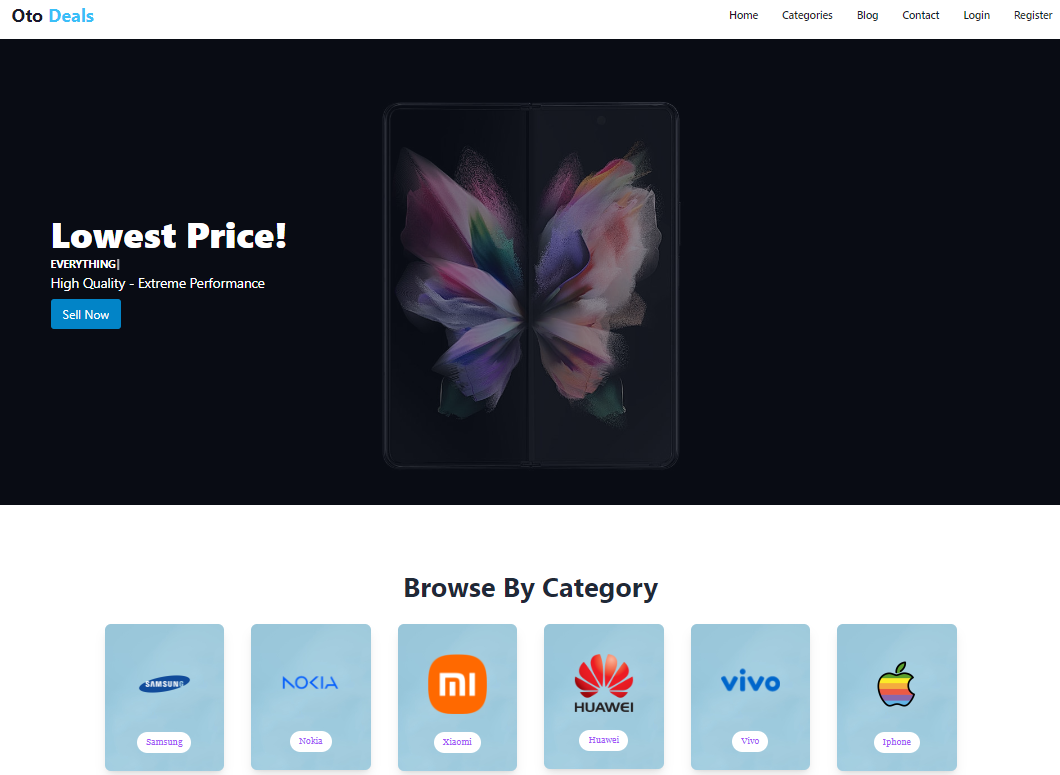 Oto Deals
Home Categories Blog Contact Login Register
Lowest Price!
EVERYTHING|
High Quality - Extreme Performance
Sell Now
Browse By Category
SAMSUNG
NOKIA
mi
HUAWEI
vivo
Samsung
Nokia
Xiaomi
Huawei
Vivo
Iphone